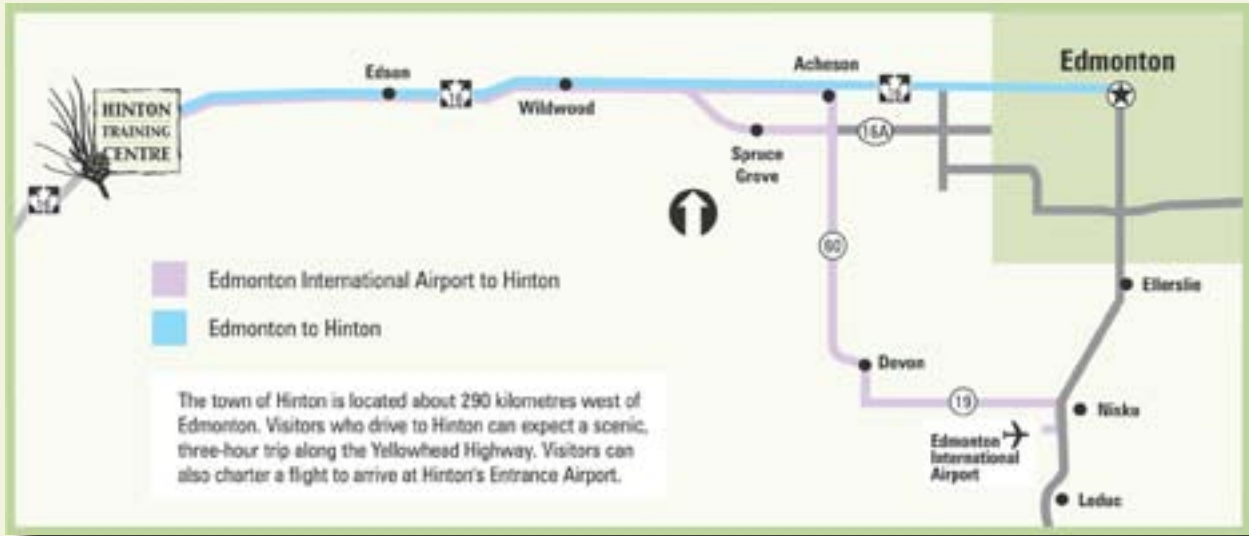 Edmonton
Acheson
Edson
16
16
Wildwood
HINTON
TRAINING
CENTRE
16A
Spruce
Grove
16
60
Edmonton International Airport to Hinton
Ellerslie
Edmonton to Hinton
Devon
The town of Hinton is located about 290 kilometres west of
Edmonton. Visitors who drive to Hinton can expect a scenic,
three-hour trip along the Yellowhead Highway. Visitors can
also charter a flight to arrive at Hinton's Entrance Airport.
19
Nisku
Edmonton
International
Airport
Leduc